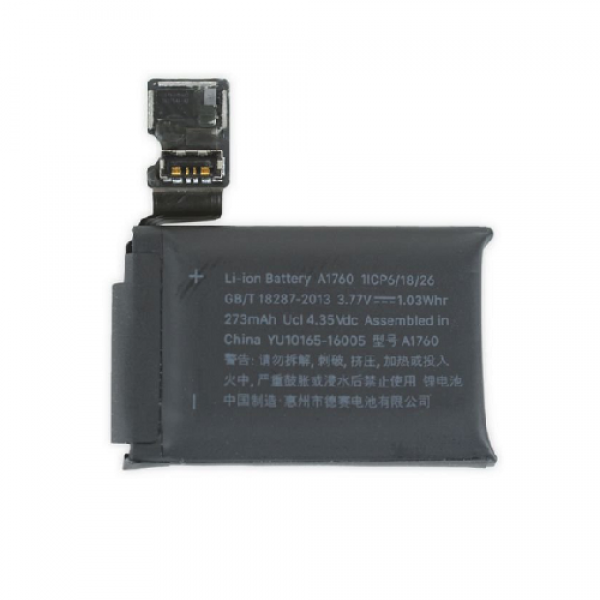 + Li-ion Battery A1760 1ICP6/18/26
GB/T 18287-2013 3.77V⎓1.03Whr
273mAh Ucl 4.35Vdc Assembled in
China YU10165-16005 型号 A1760
警告: 请勿拆解, 刺破, 挤压, 加热或投入
火中, 严重酸胀或浸水后禁止使用 锂电池
− 中国制造·惠州市德赛电池有限公司